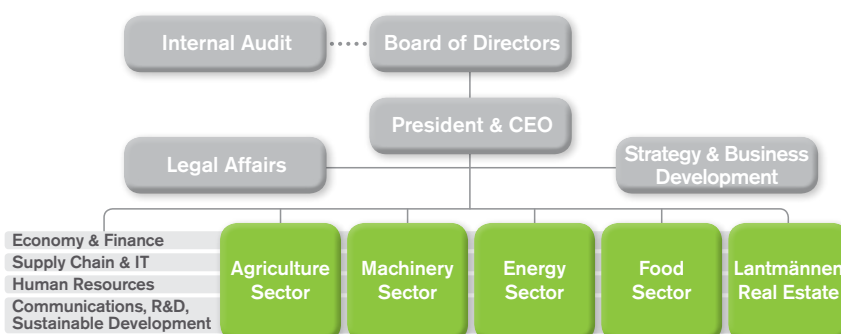 Internal Audit
Board of Directors
President & CEO
Legal Affairs
Strategy & Business
Development
Economy & Finance
Supply Chain & IT
Human Resources
Communications, R&D,
Sustainable Development
Agriculture
Sector
Machinery
Sector
Energy
Sector
Food
Sector
Lantmännen
Real Estate